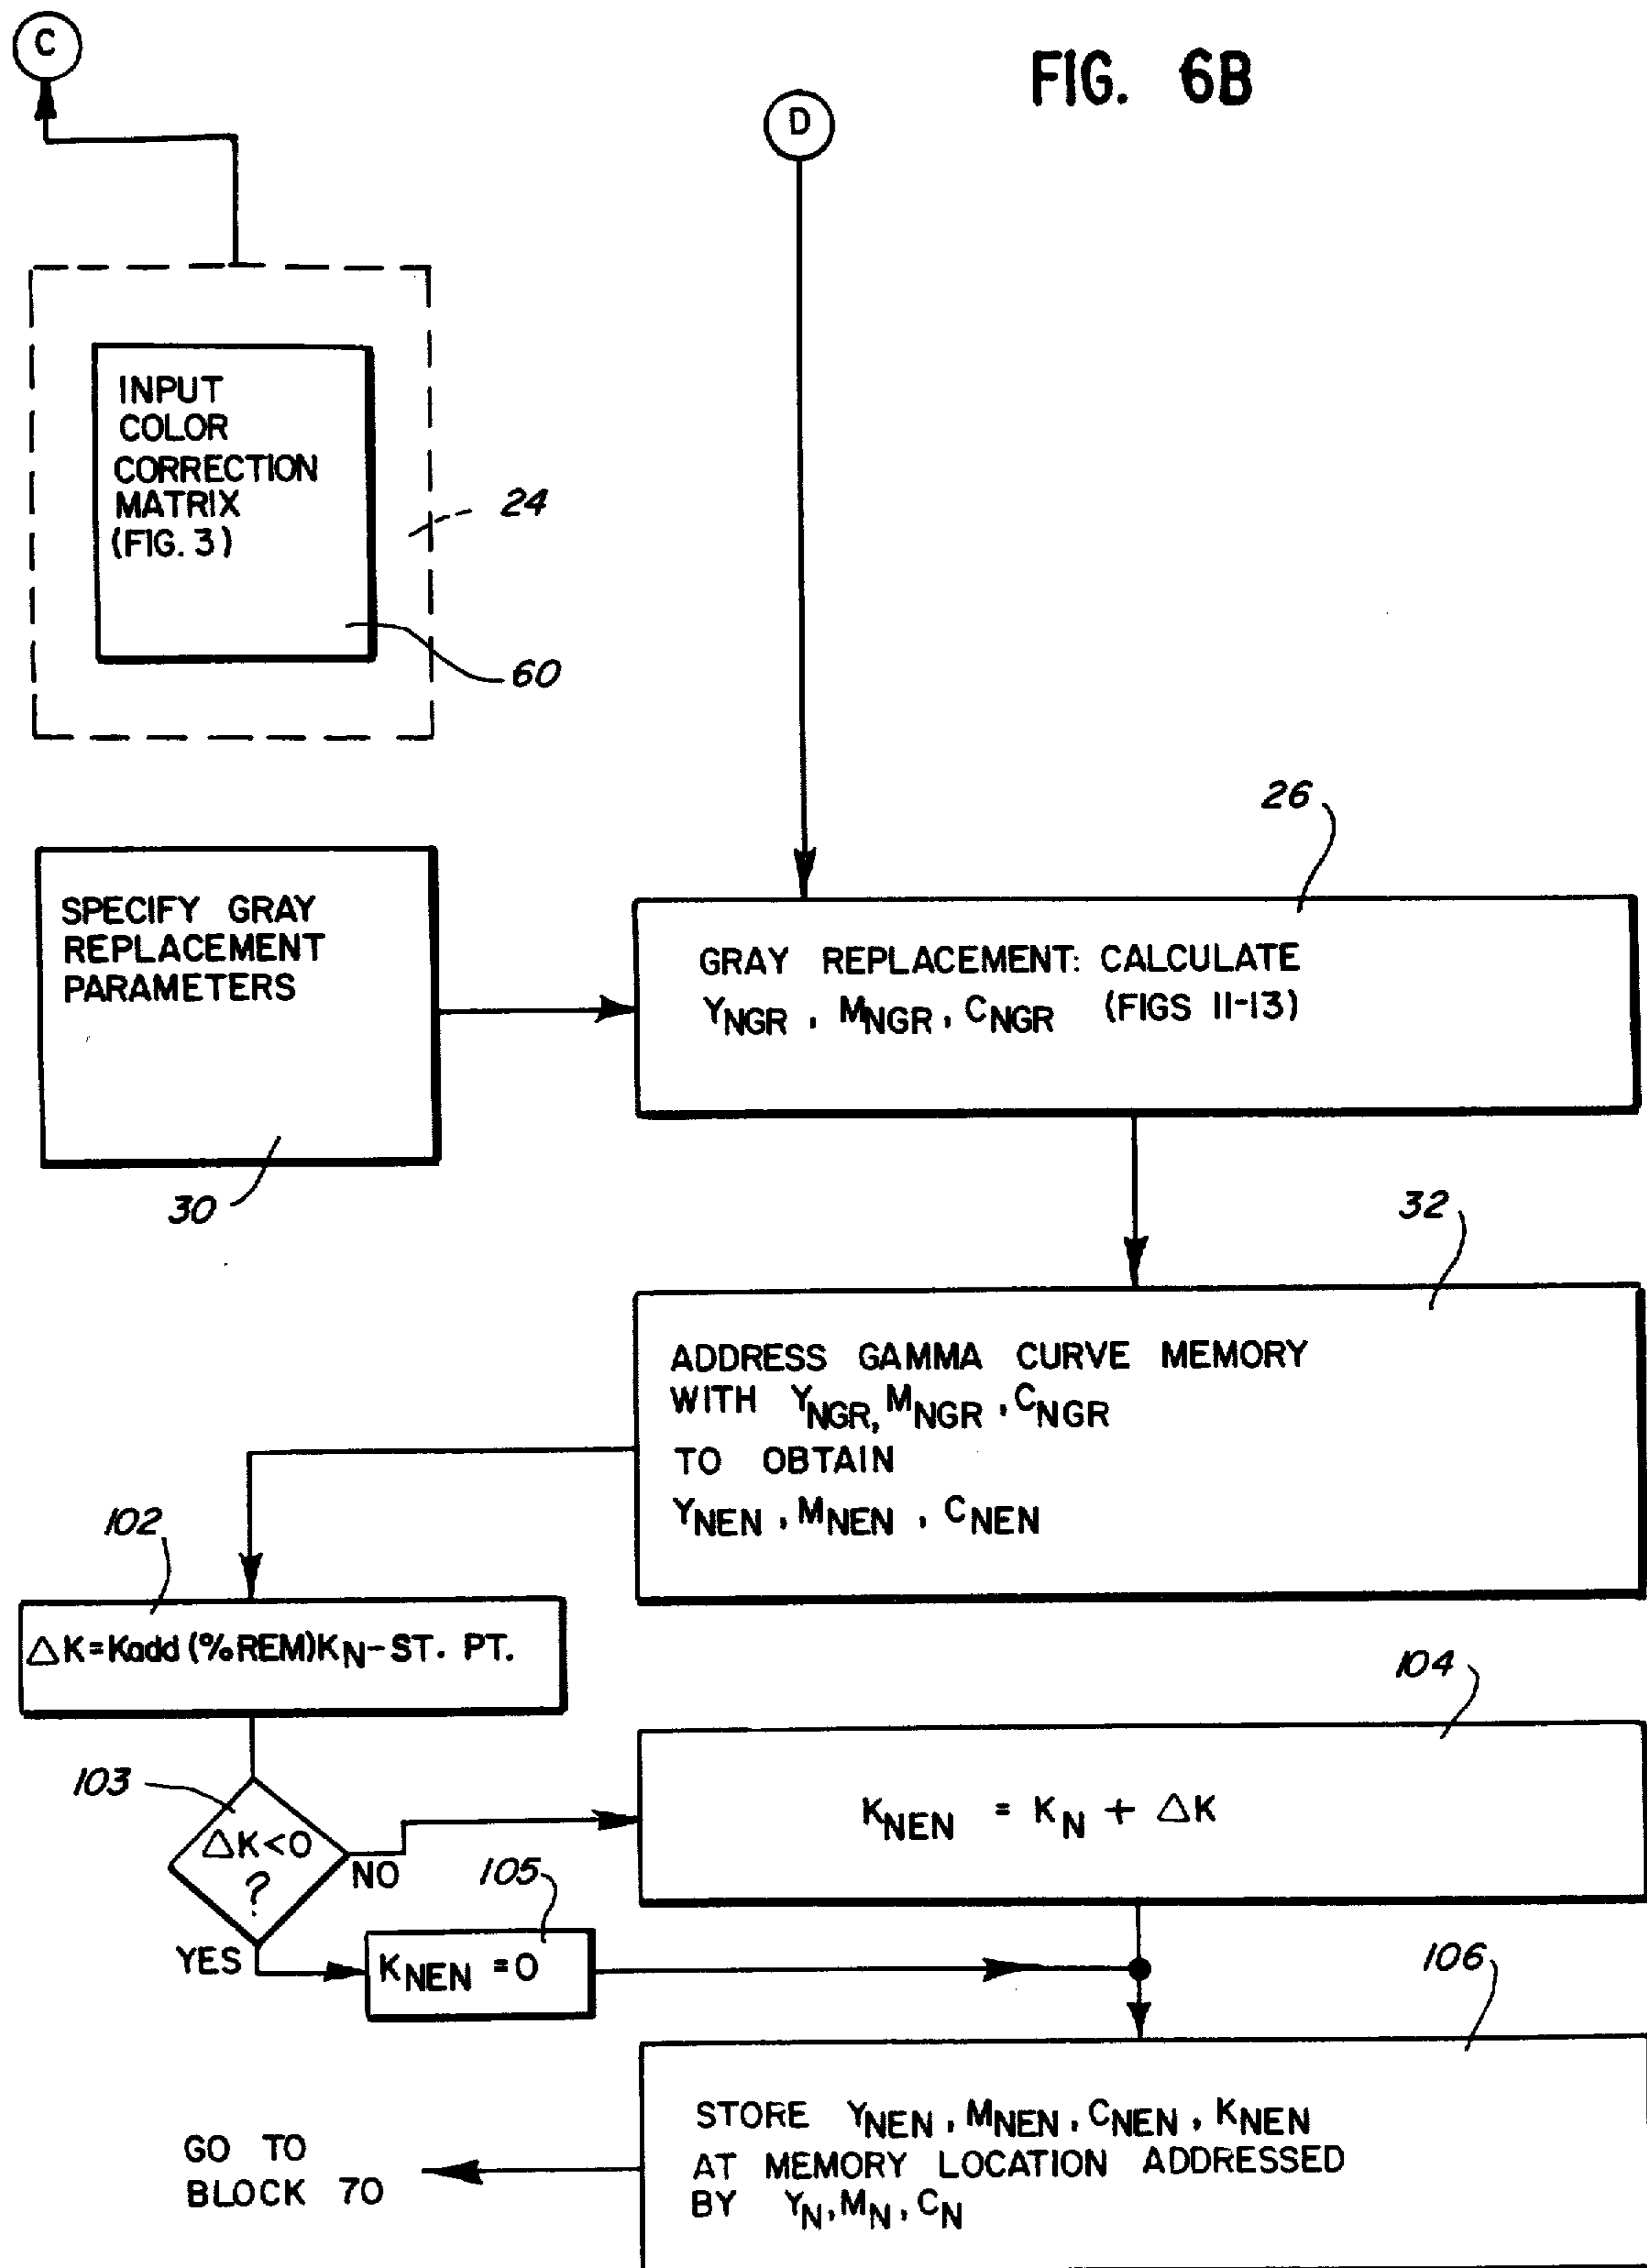 C
FIG. 6B
D
INPUT
COLOR
CORRECTION
MATRIX
(FIG. 3)
24
60
26
SPECIFY GRAY
REPLACEMENT
PARAMETERS
30
GRAY REPLACEMENT: CALCULATE
YNGR, MNGR, CNGR (FIGS 11-13)
32
ADDRESS GAMMA CURVE MEMORY
WITH YNGR, MNGR, CNGR
TO OBTAIN
YNEN, MNEN, CNEN
102
△K=Kadd(%REM)KN-ST. PT.
104
103
△K<0
?
NO
KNEN = KN + △K
105
YES
KNEN =0
106
STORE YNEN, MNEN, CNEN, KNEN
AT MEMORY LOCATION ADDRESSED
BY YN, MN, CN
GO TO
BLOCK 70